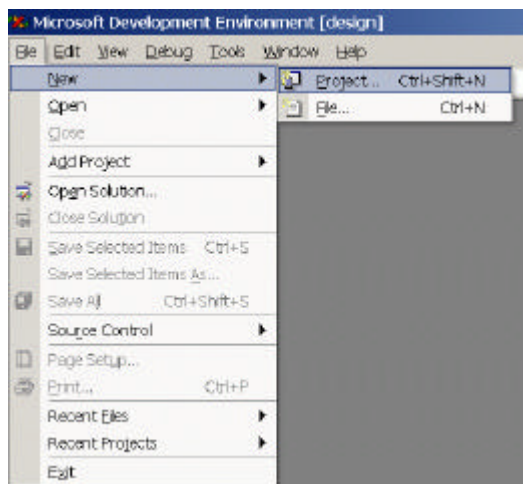 Microsoft Development Environment [design]
File Edit View Debug Tools Window Help
New
Project... Ctrl+Shift+N
Open
File... Ctrl+N
Close
Add Project
Open Solution...
Close Solution
Save Selected Items Ctrl+S
Save Selected Items As...
Save All Ctrl+Shift+S
Source Control
Page Setup...
Print... Ctrl+P
Recent Files
Recent Projects
Exit